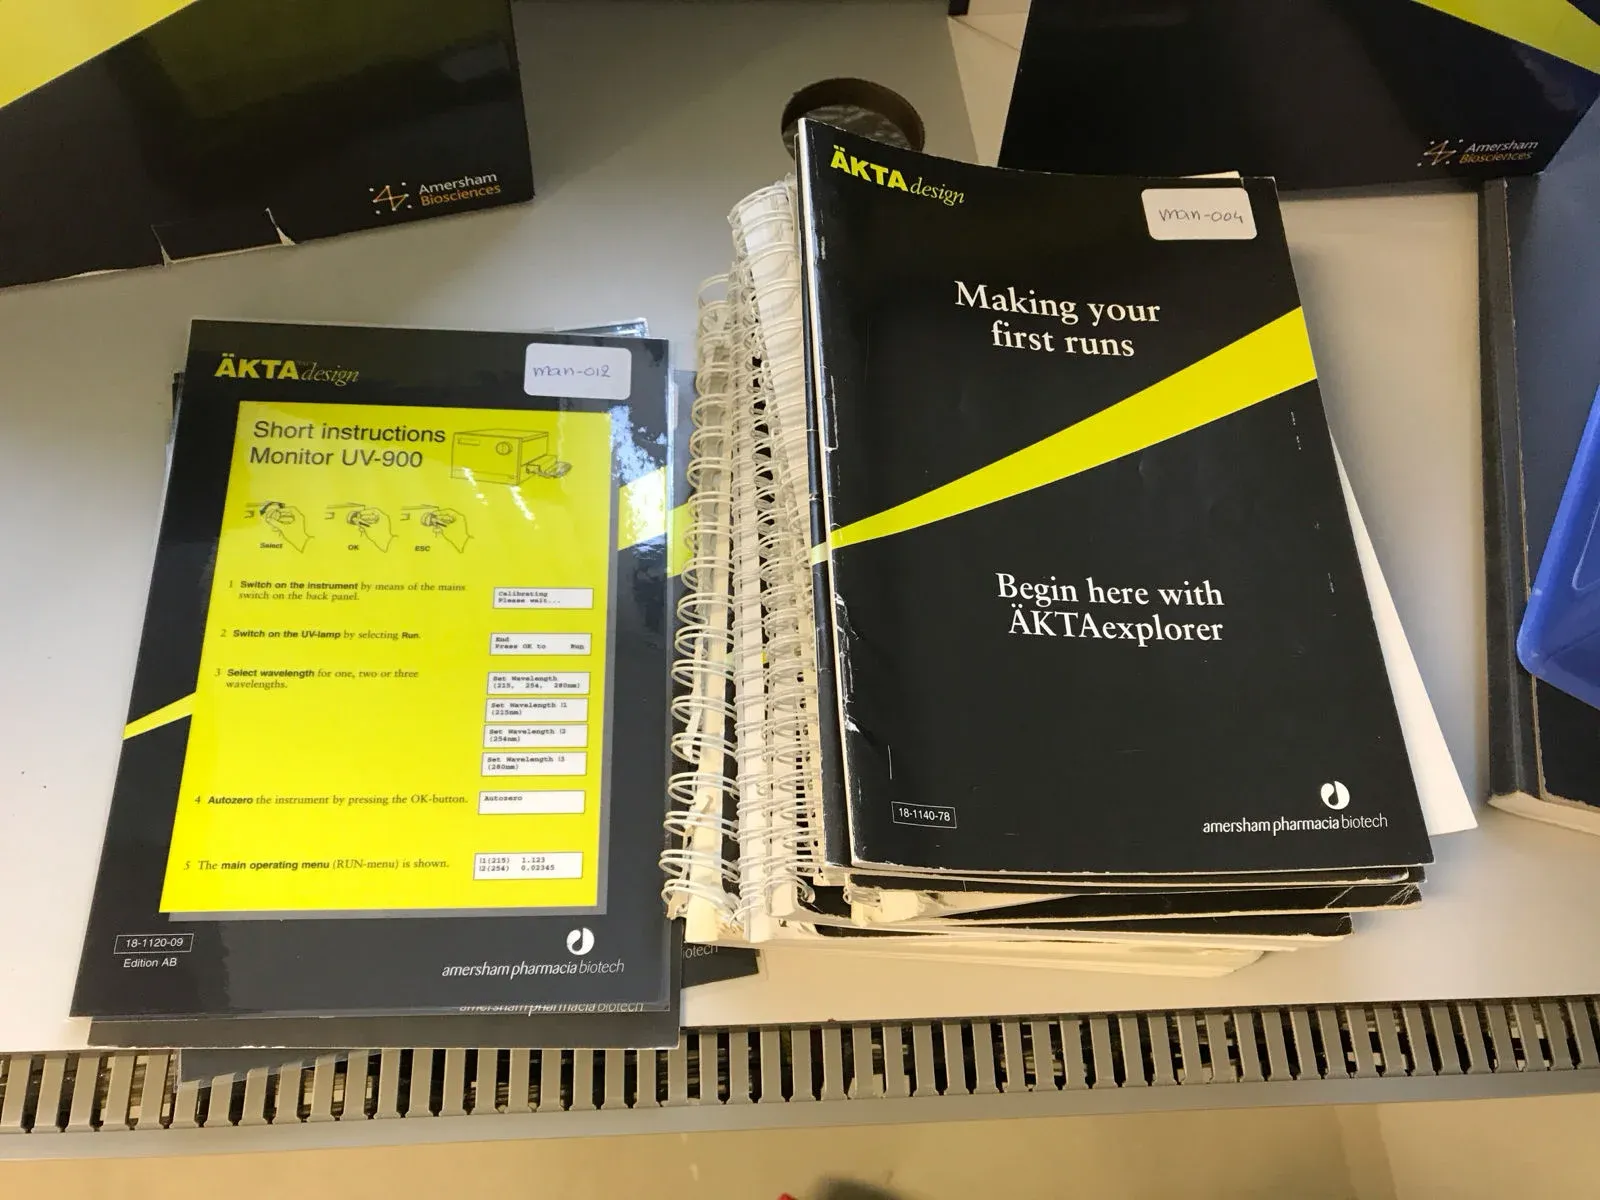 Amersham
Biosciences
Amersham
Biosciences
ÄKTAdesign
man-012
Short instructions
Monitor UV-900
Select
OK
ESC
1 Switch on the instrument by means of the mains
switch on the back panel.
Calibrating
Please wait...
2 Switch on the UV-lamp by selecting Run.
End
Press OK to Run
3 Select wavelength for one, two or three
wavelengths.
Set Wavelength
(215, 254, 280nm)
Set Wavelength l1
(215nm)
Set Wavelength l2
(254nm)
Set Wavelength l3
(280nm)
4 Autozero the instrument by pressing the OK-button.
Autozero
5 The main operating menu (RUN-menu) is shown.
l1(215) 1.123
l2(254) 0.02345
18-1120-09
Edition AB
amersham pharmacia biotech
amersham pharmacia biotech
iotech
ÄKTAdesign
man-004
Making your
first runs
Begin here with
ÄKTAexplorer
18-1140-78
amersham pharmacia biotech